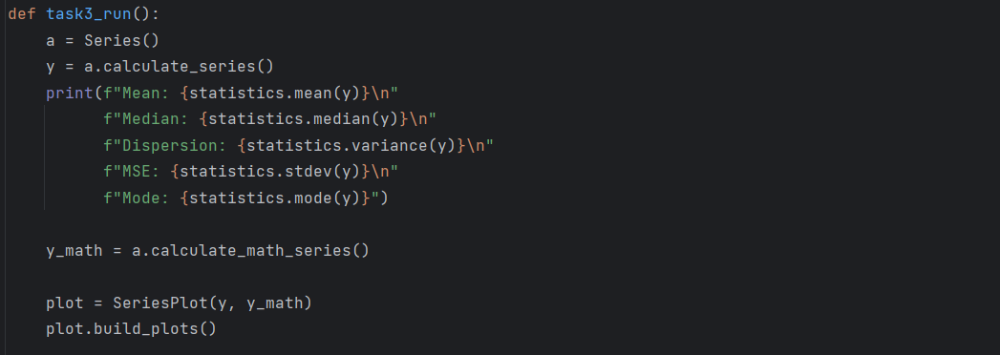 def task3_run():
    a = Series()
    y = a.calculate_series()
    print(f"Mean: {statistics.mean(y)}\n"
          f"Median: {statistics.median(y)}\n"
          f"Dispersion: {statistics.variance(y)}\n"
          f"MSE: {statistics.stdev(y)}\n"
          f"Mode: {statistics.mode(y)}")

    y_math = a.calculate_math_series()

    plot = SeriesPlot(y, y_math)
    plot.build_plots()